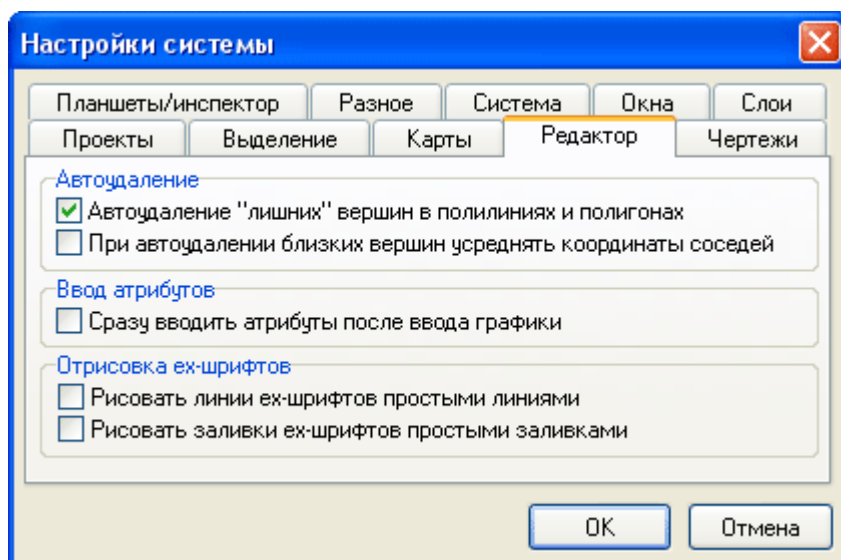 Настройки системы
Планшеты/инспектор Разное Система Окна Слои
Проекты Выделение Карты Редактор Чертежи
Автоудаление
Автоудаление "лишних" вершин в полилиниях и полигонах
При автоудалении близких вершин усреднять координаты соседей
Ввод атрибутов
Сразу вводить атрибуты после ввода графики
Отрисовка ex-шрифтов
Рисовать линии ex-шрифтов простыми линиями
Рисовать заливки ex-шрифтов простыми заливками
OK Отмена